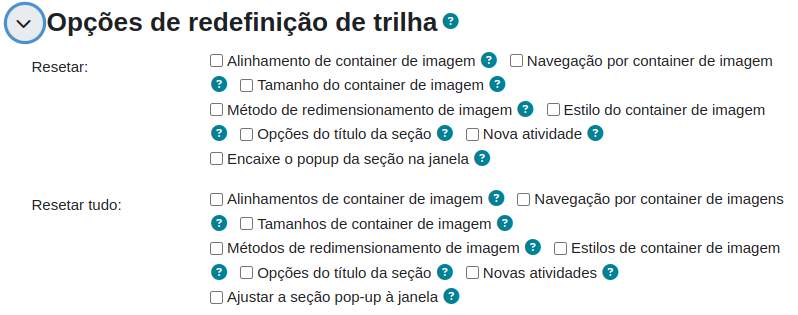 Opções de redefinição de trilha ?
Resetar:
Alinhamento de container de imagem ? Navegação por container de imagem
? Tamanho do container de imagem ?
Método de redimensionamento de imagem ? Estilo do container de imagem
? Opções do título da seção ? Nova atividade ?
Encaixe o popup da seção na janela ?
Resetar tudo:
Alinhamentos de container de imagem ? Navegação por container de imagens
? Tamanhos de container de imagem ?
Métodos de redimensionamento de imagem ? Estilos de container de imagem
? Opções do título da seção ? Novas atividades ?
Ajustar a seção pop-up à janela ?